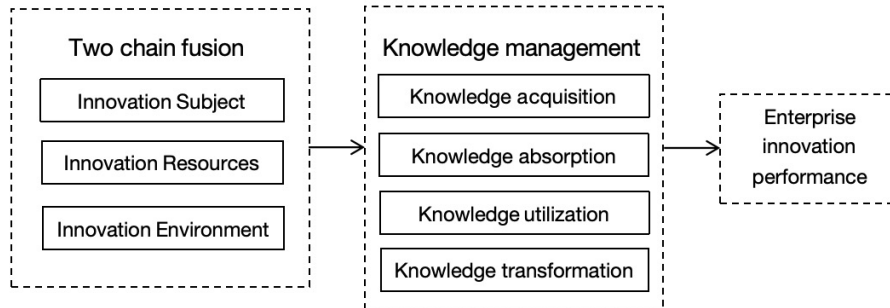 Two chain fusion
Innovation Subject
Innovation Resources
Innovation Environment
Knowledge management
Knowledge acquisition
Knowledge absorption
Knowledge utilization
Knowledge transformation
Enterprise
innovation
performance